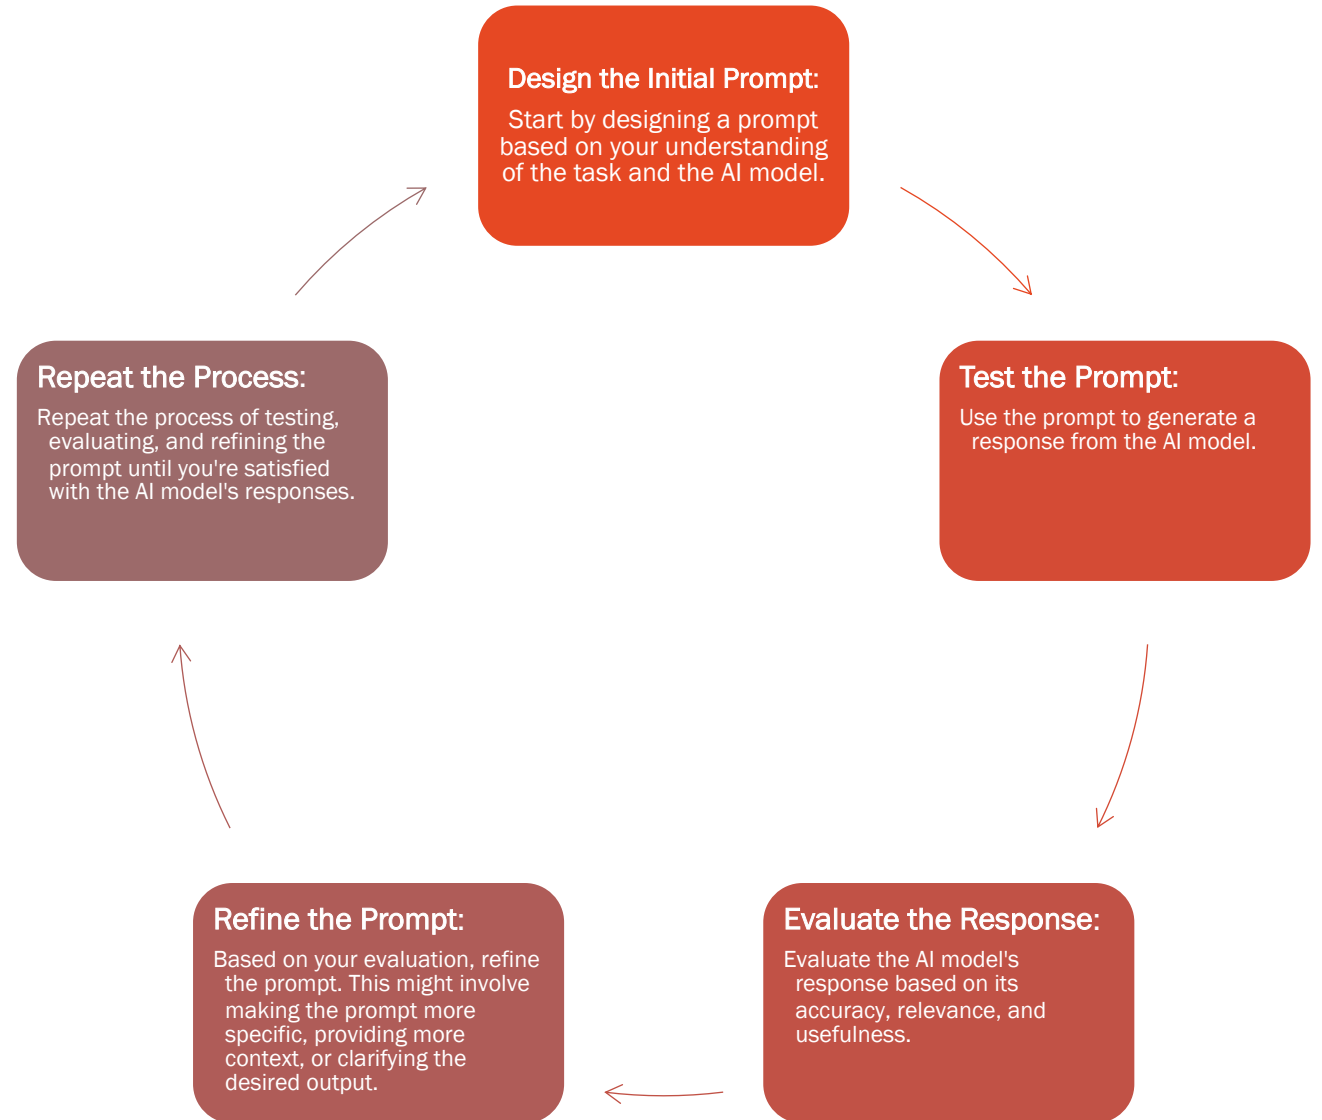 Design the Initial Prompt:
Start by designing a prompt
based on your understanding
of the task and the AI model.
Test the Prompt:
Use the prompt to generate a
response from the AI model.
Evaluate the Response:
Evaluate the AI model's
response based on its
accuracy, relevance, and
usefulness.
Refine the Prompt:
Based on your evaluation, refine
the prompt. This might involve
making the prompt more
specific, providing more
context, or clarifying the
desired output.
Repeat the Process:
Repeat the process of testing,
evaluating, and refining the
prompt until you're satisfied
with the AI model's responses.